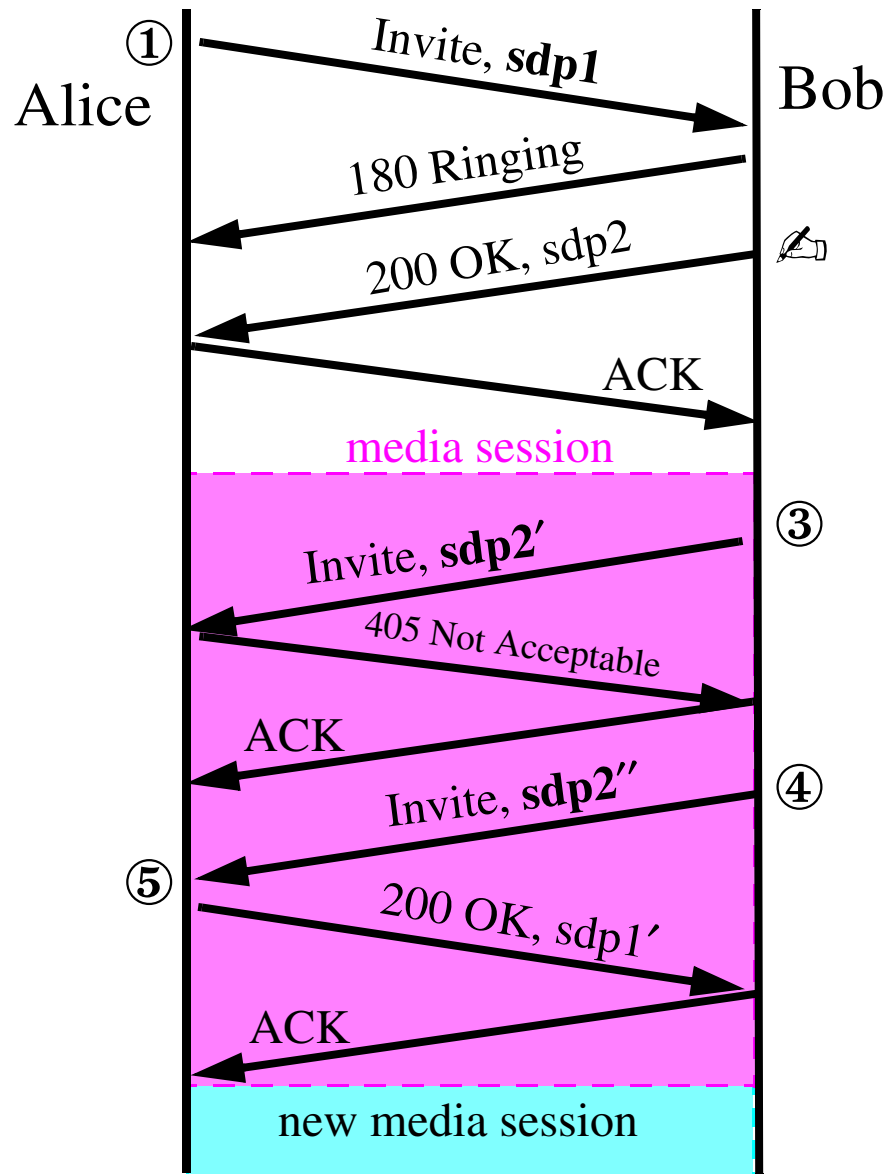 ①
Invite, sdp1
Alice
Bob
180 Ringing
200 OK, sdp2
✍
ACK
media session
③
Invite, sdp2′
405 Not Acceptable
ACK
④
Invite, sdp2′′
⑤
200 OK, sdp1′
ACK
new media session